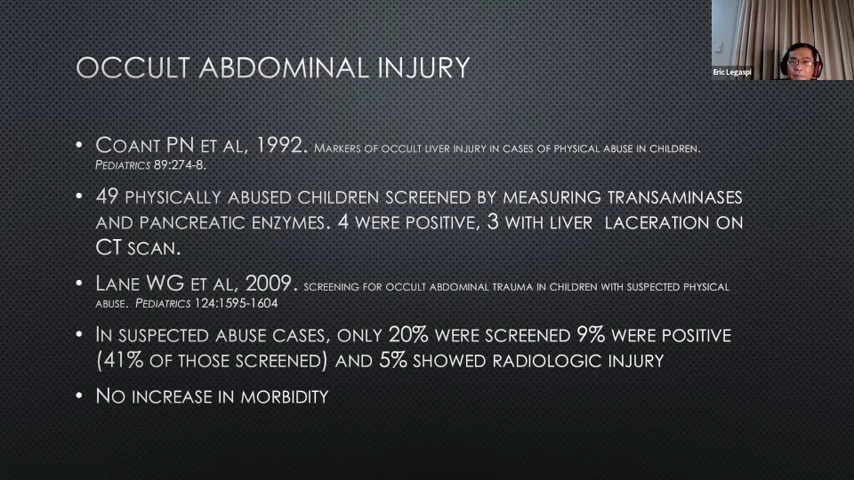 OCCULT ABDOMINAL INJURY
Eric Legaspi
• COANT PN ET AL, 1992. MARKERS OF OCCULT LIVER INJURY IN CASES OF PHYSICAL ABUSE IN CHILDREN.
PEDIATRICS 89:274-8.
• 49 PHYSICALLY ABUSED CHILDREN SCREENED BY MEASURING TRANSAMINASES
AND PANCREATIC ENZYMES. 4 WERE POSITIVE, 3 WITH LIVER LACERATION ON
CT SCAN.
• LANE WG ET AL, 2009. SCREENING FOR OCCULT ABDOMINAL TRAUMA IN CHILDREN WITH SUSPECTED PHYSICAL
ABUSE. PEDIATRICS 124:1595-1604
• IN SUSPECTED ABUSE CASES, ONLY 20% WERE SCREENED 9% WERE POSITIVE
(41% OF THOSE SCREENED) AND 5% SHOWED RADIOLOGIC INJURY
• NO INCREASE IN MORBIDITY